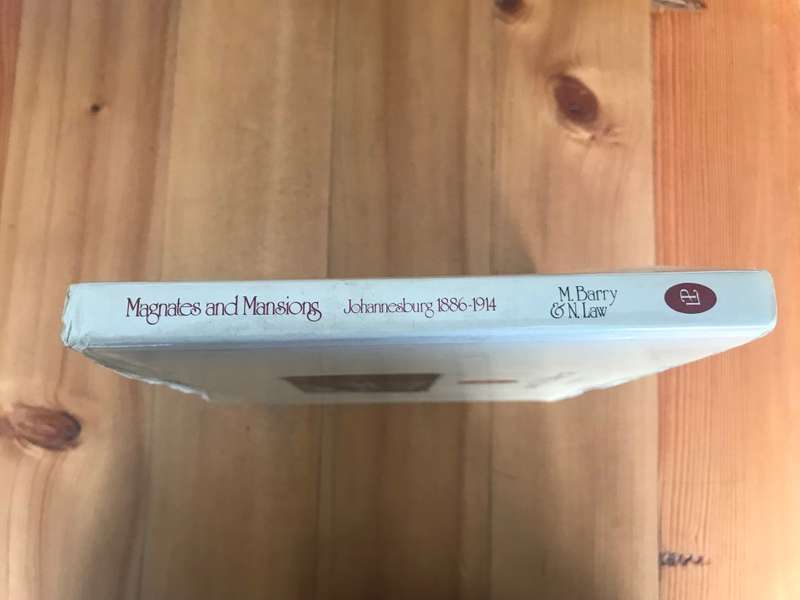 Magnates and Mansions
Johannesburg 1886-1914
M. Barry
& N. Law